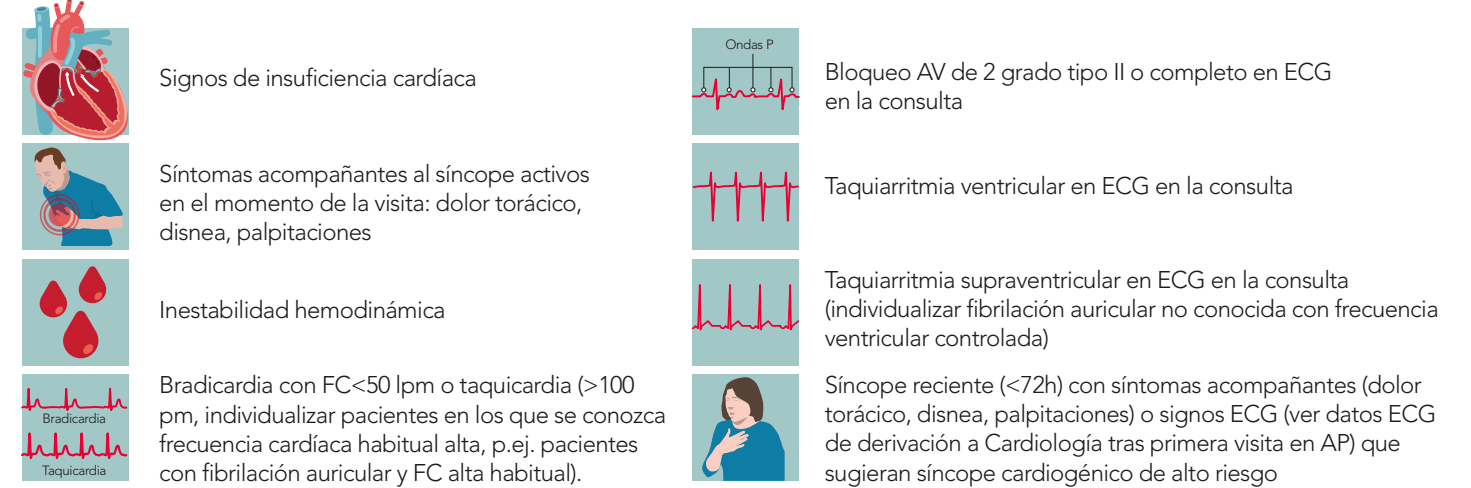 Signos de insuficiencia cardíaca
Síntomas acompañantes al síncope activos
en el momento de la visita: dolor torácico,
disnea, palpitaciones
Inestabilidad hemodinámica
Bradicardia
Taquicardia
Bradicardia con FC<50 lpm o taquicardia (>100
pm, individualizar pacientes en los que se conozca
frecuencia cardíaca habitual alta, p.ej. pacientes
con fibrilación auricular y FC alta habitual).
Ondas P
Bloqueo AV de 2 grado tipo II o completo en ECG
en la consulta
Taquiarritmia ventricular en ECG en la consulta
Taquiarritmia supraventricular en ECG en la consulta
(individualizar fibrilación auricular no conocida con frecuencia
ventricular controlada)
Síncope reciente (<72h) con síntomas acompañantes (dolor
torácico, disnea, palpitaciones) o signos ECG (ver datos ECG
de derivación a Cardiología tras primera visita en AP) que
sugieran síncope cardiogénico de alto riesgo